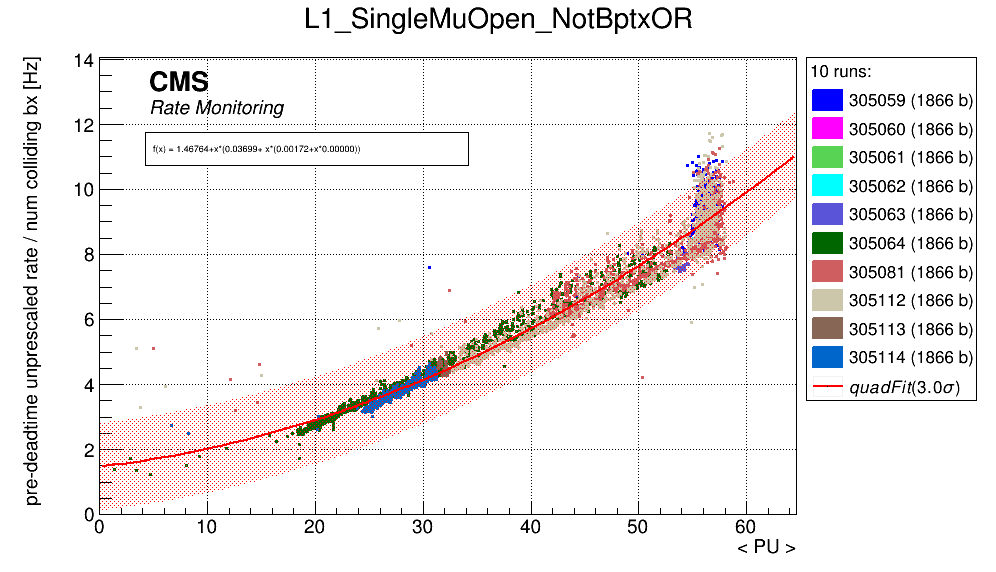 L1_SingleMuOpen_NotBptxOR
pre-deadtime unprescaled rate / num colliding bx [Hz]
14
12
10
8
6
4
2
0
CMS
Rate Monitoring
f(x) = 1.46764+x*(0.03699+ x*(0.00172+x*0.00000))
0 10 20 30 40 50 60
< PU >
10 runs:
305059 (1866 b)
305060 (1866 b)
305061 (1866 b)
305062 (1866 b)
305063 (1866 b)
305064 (1866 b)
305081 (1866 b)
305112 (1866 b)
305113 (1866 b)
305114 (1866 b)
quadFit(3.0σ)